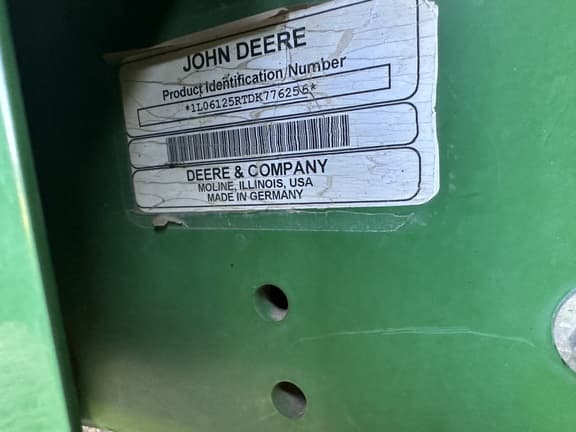 JOHN DEERE
Product Identification Number
*1L06125RTDK776256*
DEERE & COMPANY
MOLINE, ILLINOIS, USA
MADE IN GERMANY